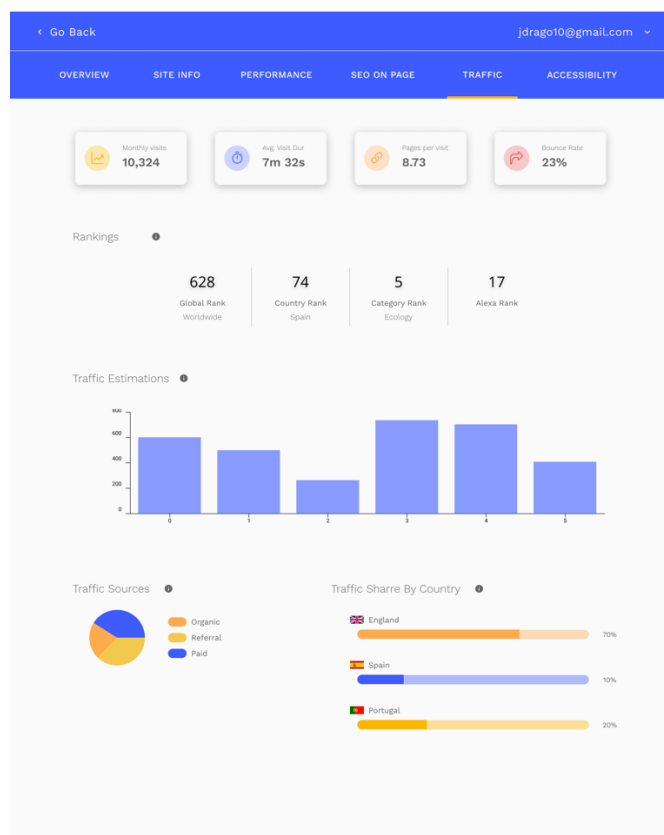 Go Back jdrago10@gmail.com
OVERVIEW SITE INFO PERFORMANCE SEO ON PAGE TRAFFIC ACCESSIBILITY
Monthly visits Avg. Visit Dur Pages per visit Bounce Rate
10,324 7m 32s 8.73 23%
Rankings
628 74 5 17
Global Rank Country Rank Category Rank Alexa Rank
Worldwide Spain Ecology
Traffic Estimations
800
600
400
200
0
0 1 2 3 4 5
Traffic Sources Traffic Sharre By Country
Organic England
Referral 70%
Paid
Spain
10%
Portugal
20%